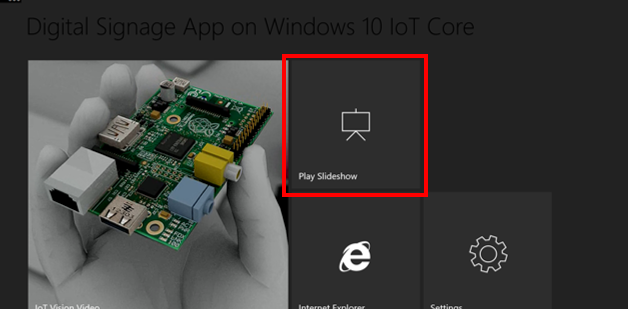 Digital Signage App on Windows 10 IoT Core
Play Slideshow
IoT Vision Video
Internet Explorer
Settings